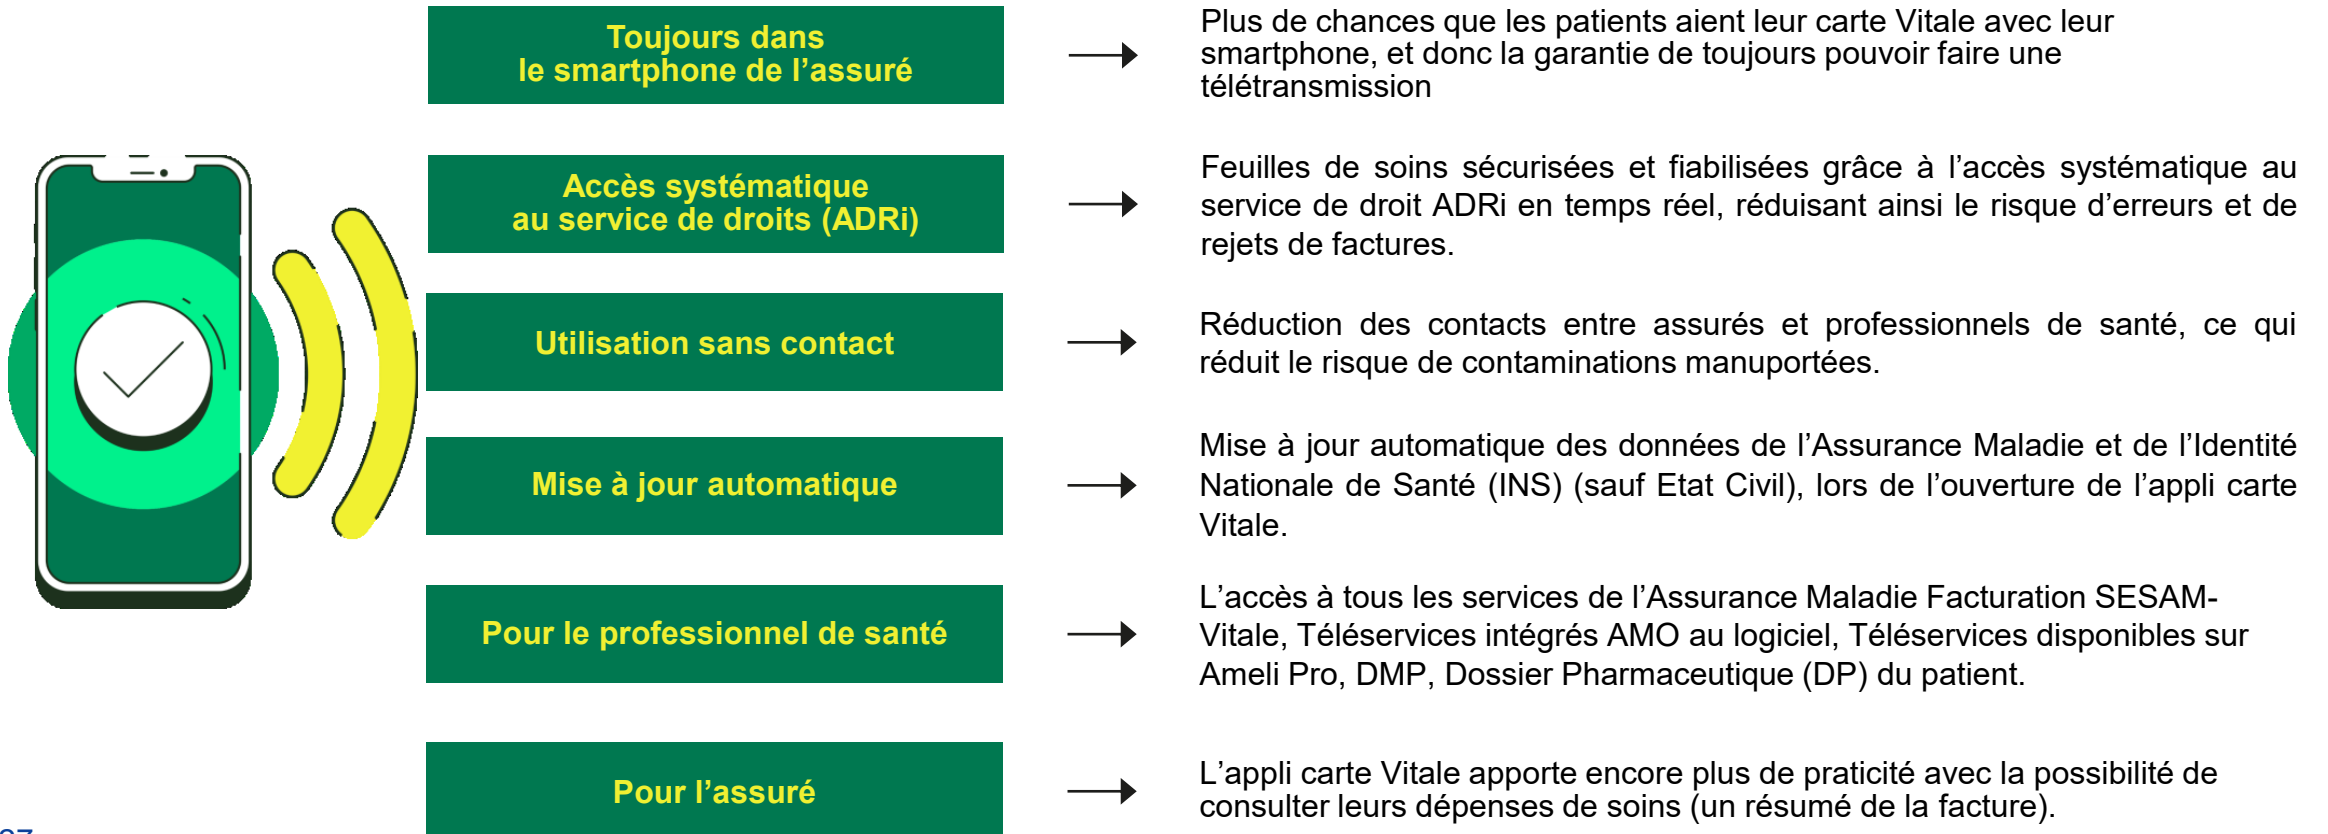 Toujours dans
le smartphone de l’assuré
Plus de chances que les patients aient leur carte Vitale avec leur
smartphone, et donc la garantie de toujours pouvoir faire une
télétransmission
Accès systématique
au service de droits (ADRi)
Feuilles de soins sécurisées et fiabilisées grâce à l’accès systématique au
service de droit ADRi en temps réel, réduisant ainsi le risque d’erreurs et de
rejets de factures.
Utilisation sans contact
Réduction des contacts entre assurés et professionnels de santé, ce qui
réduit le risque de contaminations manuportées.
Mise à jour automatique
Mise à jour automatique des données de l’Assurance Maladie et de l’Identité
Nationale de Santé (INS) (sauf Etat Civil), lors de l’ouverture de l’appli carte
Vitale.
Pour le professionnel de santé
L’accès à tous les services de l’Assurance Maladie Facturation SESAM-
Vitale, Téléservices intégrés AMO au logiciel, Téléservices disponibles sur
Ameli Pro, DMP, Dossier Pharmaceutique (DP) du patient.
Pour l’assuré
L’appli carte Vitale apporte encore plus de praticité avec la possibilité de
consulter leurs dépenses de soins (un résumé de la facture).